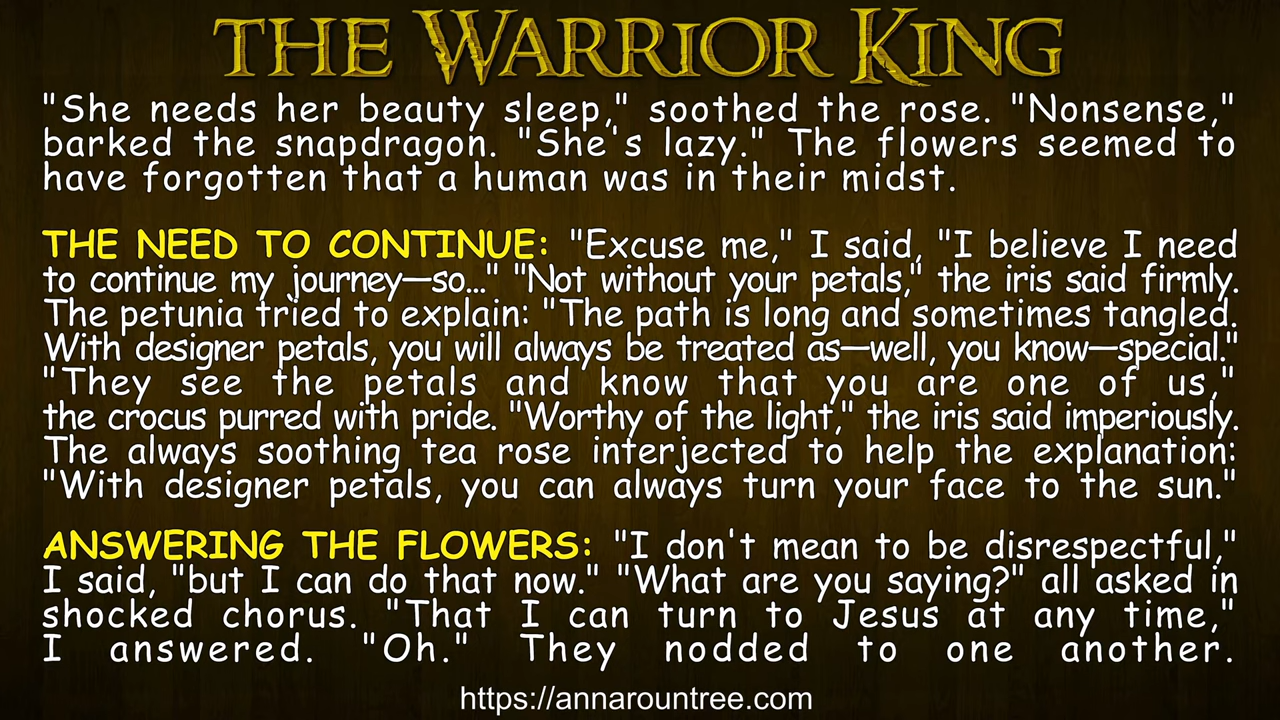 THE WARRIOR KING
"She needs her beauty sleep," soothed the rose. "Nonsense,"
barked the snapdragon. "She's lazy." The flowers seemed to
have forgotten that a human was in their midst.
THE NEED TO CONTINUE: "Excuse me," I said, "I believe I need
to continue my journey—so..." "Not without your petals," the iris said firmly.
The petunia tried to explain: "The path is long and sometimes tangled.
With designer petals, you will always be treated as—well, you know—special."
"They see the petals and know that you are one of us,"
the crocus purred with pride. "Worthy of the light," the iris said imperiously.
The always soothing tea rose interjected to help the explanation:
"With designer petals, you can always turn your face to the sun."
ANSWERING THE FLOWERS: "I don't mean to be disrespectful,"
I said, "but I can do that now." "What are you saying?" all asked in
shocked chorus. "That I can turn to Jesus at any time,"
I answered. "Oh." They nodded to one another.
https://annarountree.com